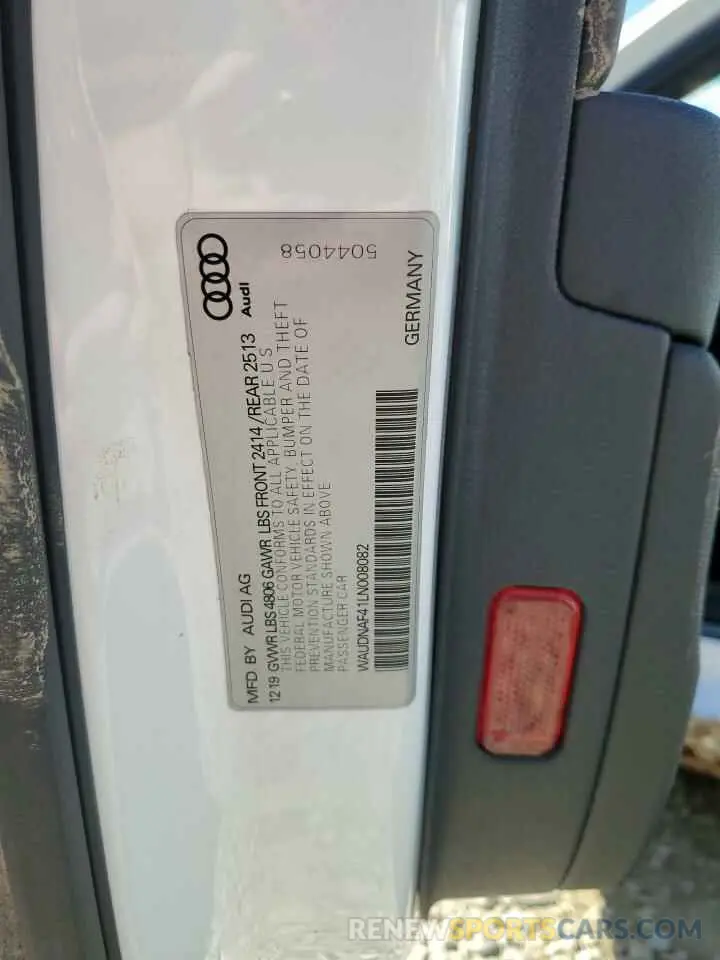 Audi
5044058
MFD BY AUDI AG
GERMANY
1219 GVWR LBS 4806 GAWR LBS FRONT 2414/REAR 2513
THIS VEHICLE CONFORMS TO ALL APPLICABLE U S
FEDERAL MOTOR VEHICLE SAFETY, BUMPER AND THEFT
PREVENTION STANDARDS IN EFFECT ON THE DATE OF
MANUFACTURE SHOWN ABOVE
PASSENGER CAR
WAUDNAF41LN008082
RENEWSPORTSCARS.COM